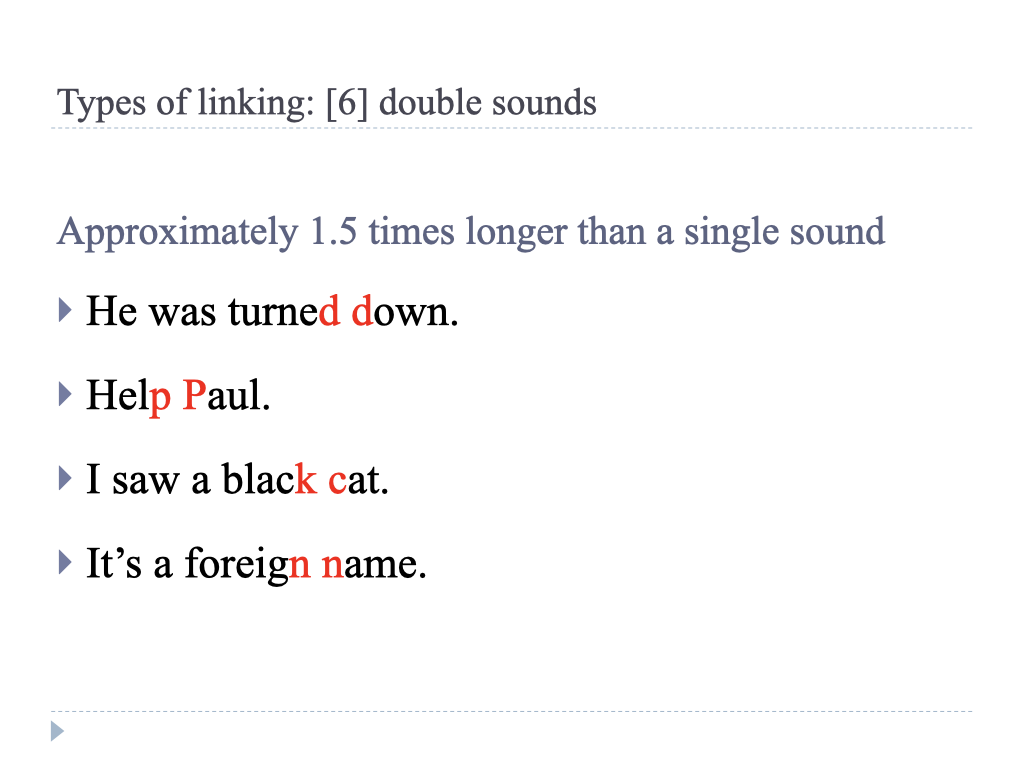 Types of linking: [6] double sounds
Approximately 1.5 times longer than a single sound
He was turned down.
Help Paul.
I saw a black cat.
It’s a foreign name.